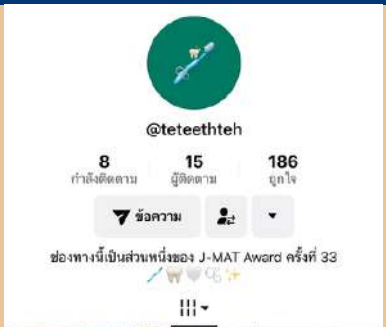 @teteethteh
8 15 186
กำลังติดตาม ผู้ติดตาม ถูกใจ
ข้อความ
ช่องทางนี้เป็นส่วนหนึ่งของ J-MAT Award ครั้งที่ 33